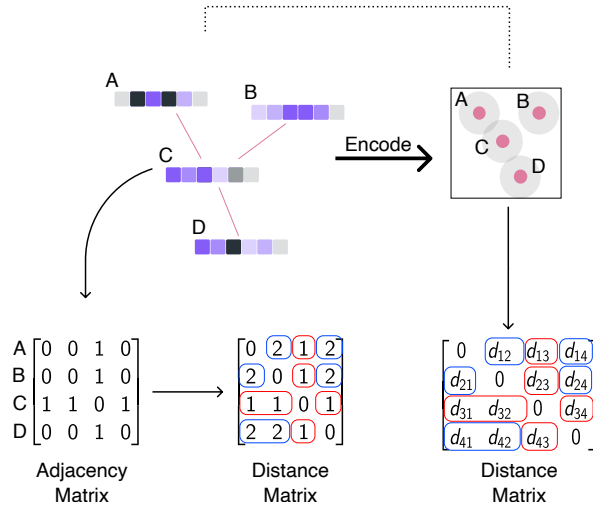 A
B
C
D
Encode
A
B
C
D
A 0 0 1 0
B 0 0 1 0
C 1 1 0 1
D 0 0 1 0
Adjacency
Matrix
0 2 1 2
2 0 1 2
1 1 0 1
2 2 1 0
Distance
Matrix
0 d12 d13 d14
d21 0 d23 d24
d31 d32 0 d34
d41 d42 d43 0
Distance
Matrix